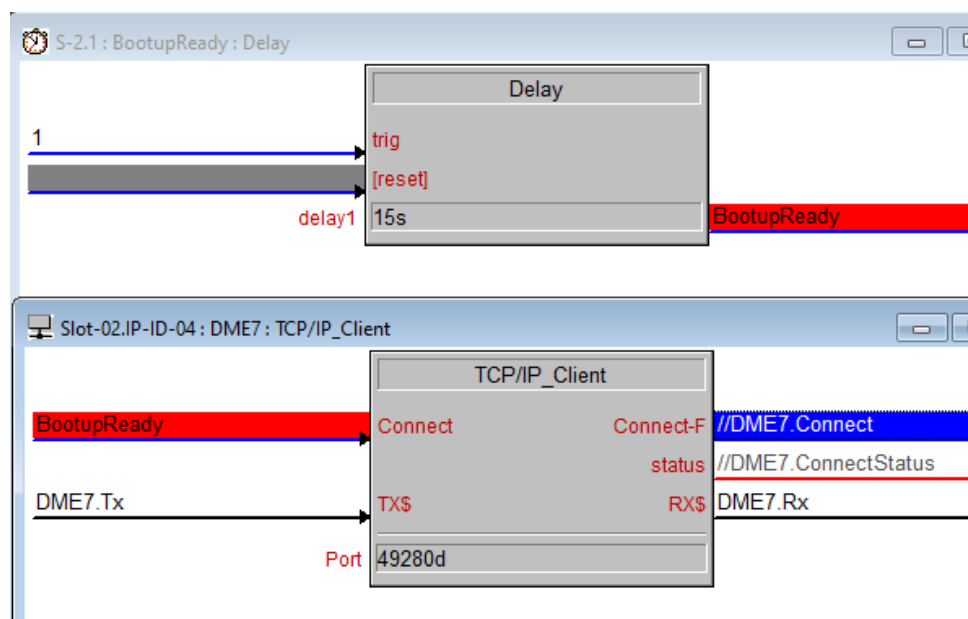 S-2.1 : BootupReady : Delay
Delay
1
trig
[reset]
delay1 15s BootupReady
Slot-02.IP-ID-04 : DME7 : TCP/IP_Client
TCP/IP_Client
BootupReady Connect Connect-F //DME7.Connect
status //DME7.ConnectStatus
DME7.Tx TX$ RX$ DME7.Rx
Port 49280d